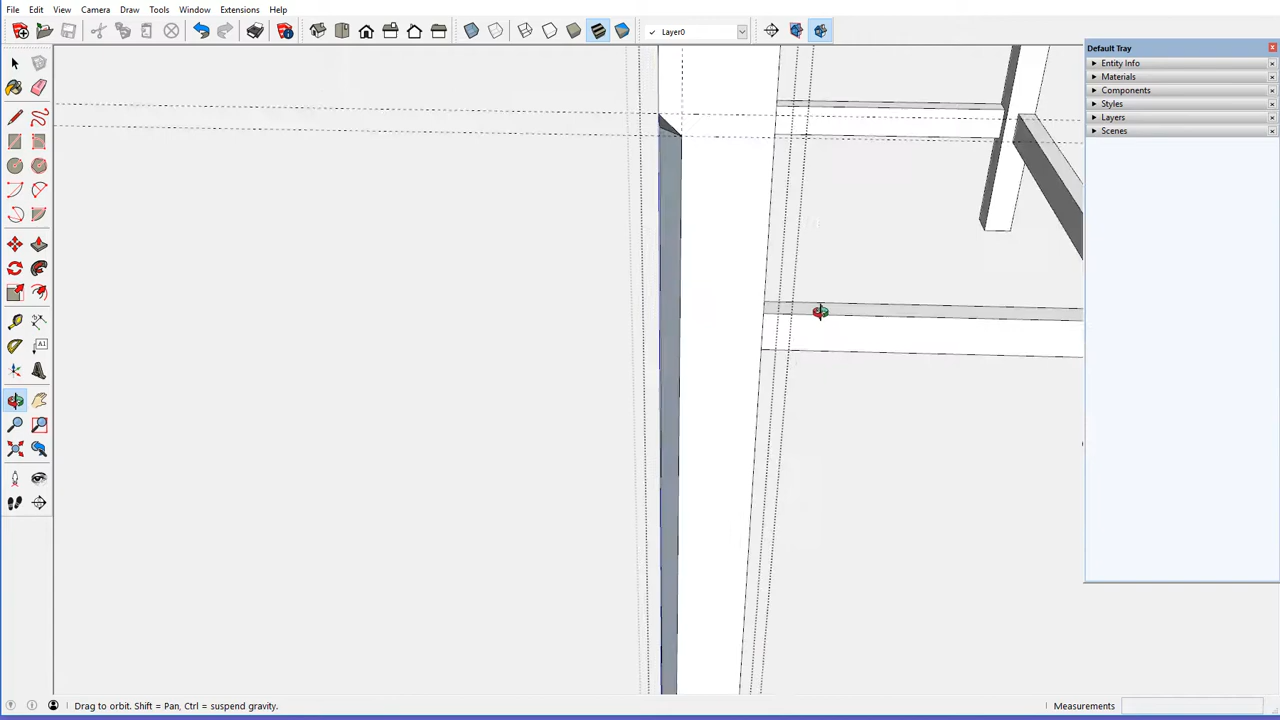 File Edit View Camera Draw Tools Window Extensions Help
Layer0
Default Tray
Entity Info
Materials
Components
Styles
Layers
Scenes
A1
Drag to orbit. Shift = Pan, Ctrl = suspend gravity.
Measurements